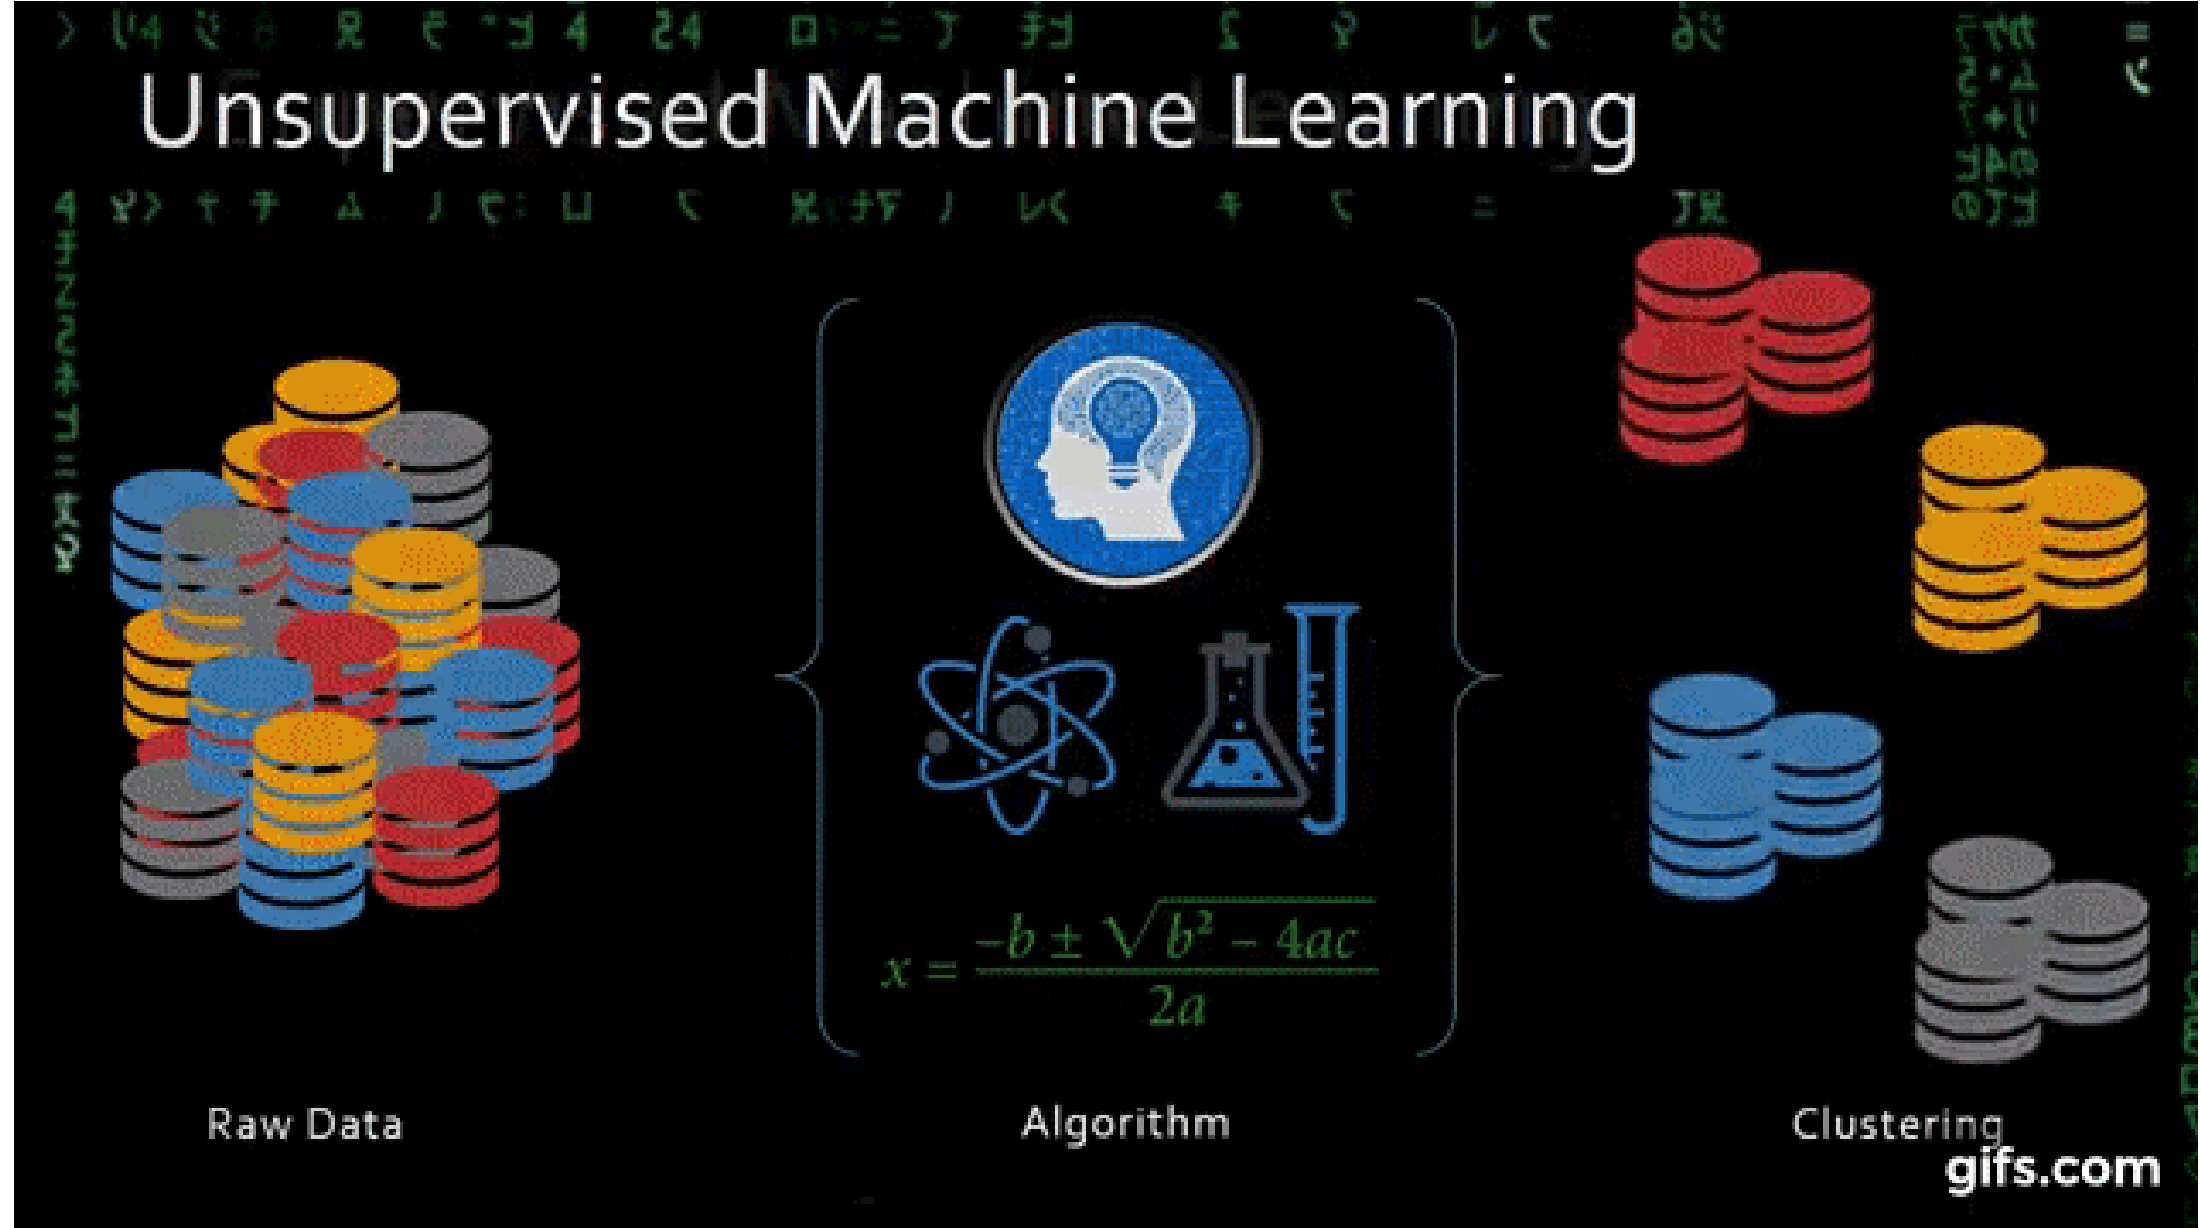 Unsupervised Machine Learning
x = −b ± √b² − 4ac / 2a
Raw Data
Algorithm
Clustering
gifs.com